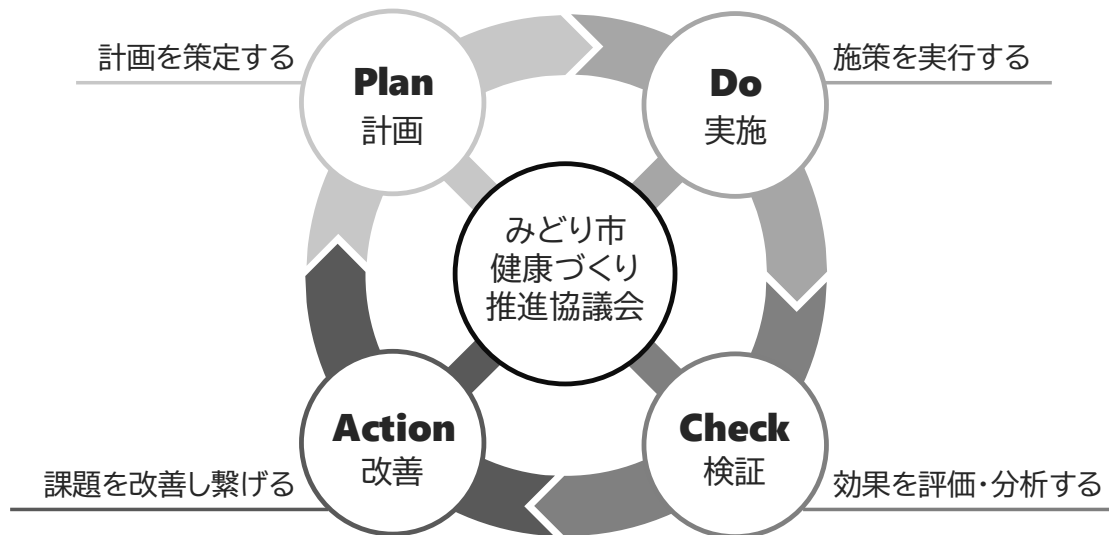 計画を策定する
Plan
計画
Do
実施
施策を実行する
みどり市
健康づくり
推進協議会
Action
改善
課題を改善し繋げる
Check
検証
効果を評価・分析する